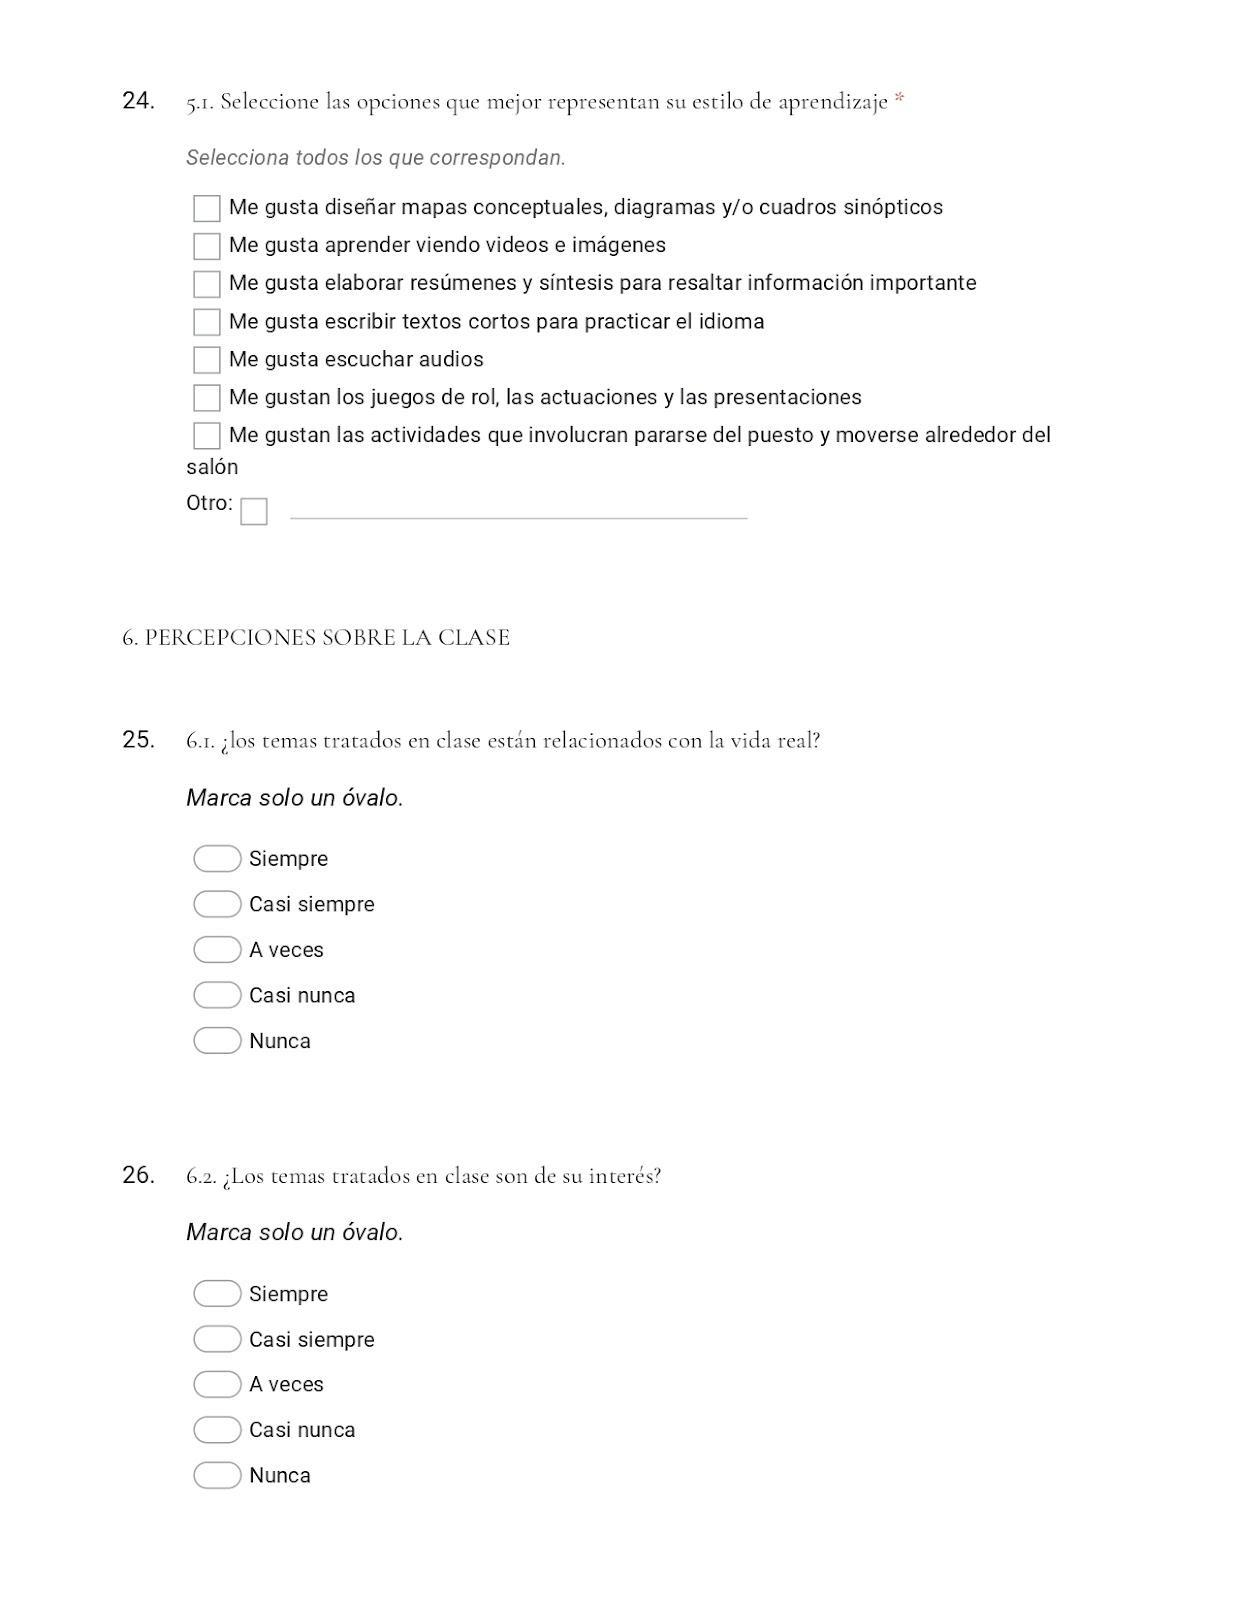 24. 5.1. Seleccione las opciones que mejor representan su estilo de aprendizaje *
Selecciona todos los que correspondan.
Me gusta diseñar mapas conceptuales, diagramas y/o cuadros sinópticos
Me gusta aprender viendo videos e imágenes
Me gusta elaborar resúmenes y síntesis para resaltar información importante
Me gusta escribir textos cortos para practicar el idioma
Me gusta escuchar audios
Me gustan los juegos de rol, las actuaciones y las presentaciones
Me gustan las actividades que involucran pararse del puesto y moverse alrededor del
salón
Otro:
6. PERCEPCIONES SOBRE LA CLASE
25. 6.1. ¿los temas tratados en clase están relacionados con la vida real?
Marca solo un óvalo.
Siempre
Casi siempre
A veces
Casi nunca
Nunca
26. 6.2. ¿Los temas tratados en clase son de su interés?
Marca solo un óvalo.
Siempre
Casi siempre
A veces
Casi nunca
Nunca